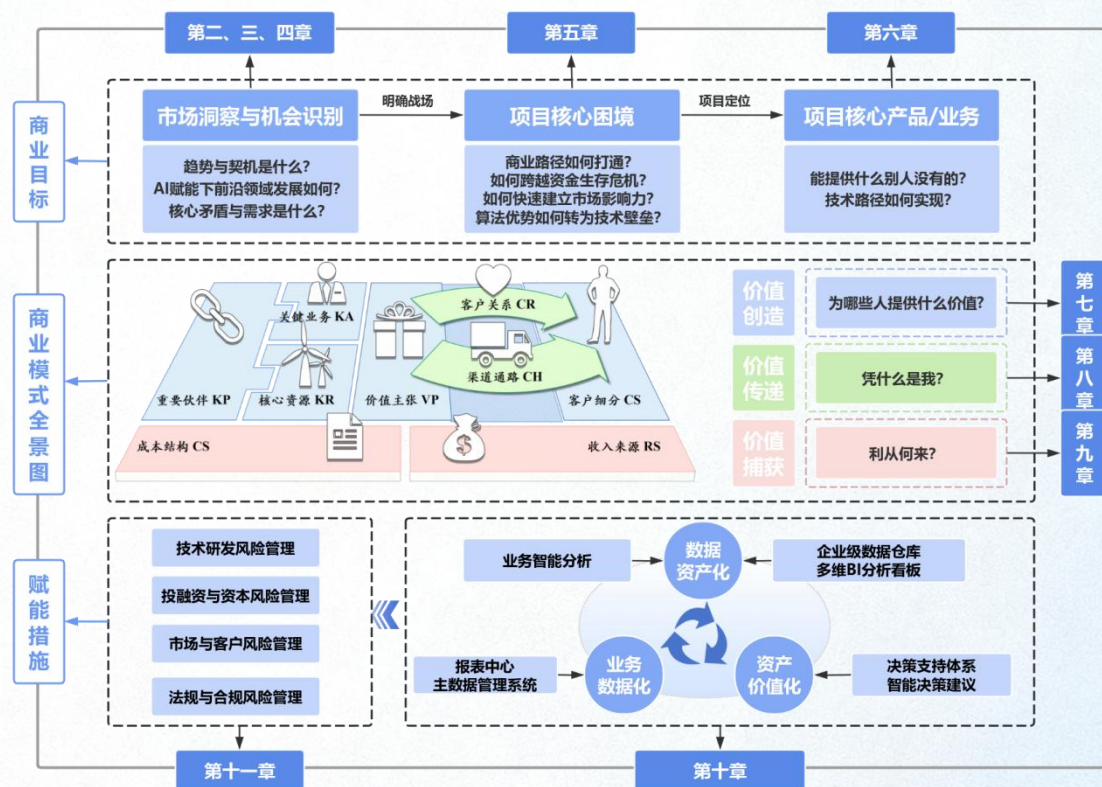 第二、三、四章
第五章
第六章
商业目标
市场洞察与机会识别
明确战场
项目核心困境
项目定位
项目核心产品/业务
趋势与契机是什么?
AI赋能下前沿领域发展如何?
核心矛盾与需求是什么?
商业路径如何打通?
如何跨越资金生存危机?
如何快速建立市场影响力?
算法优势如何转为技术壁垒?
能提供什么别人没有的?
技术路径如何实现?
商业模式全景图
关键业务 KA
客户关系 CR
渠道通路 CH
重要伙伴 KP
核心资源 KR
价值主张 VP
客户细分 CS
成本结构 CS
收入来源 RS
价值
创造
为哪些人提供什么价值?
第七章
价值
传递
凭什么是我?
第八章
价值
捕获
利从何来?
第九章
赋能措施
技术研发风险管理
投融资与资本风险管理
市场与客户风险管理
法规与合规风险管理
业务智能分析
数据
资产化
企业级数据仓库
多维BI分析看板
报表中心
主数据管理系统
业务
数据化
资产
价值化
决策支持体系
智能决策建议
第十一章
第十章